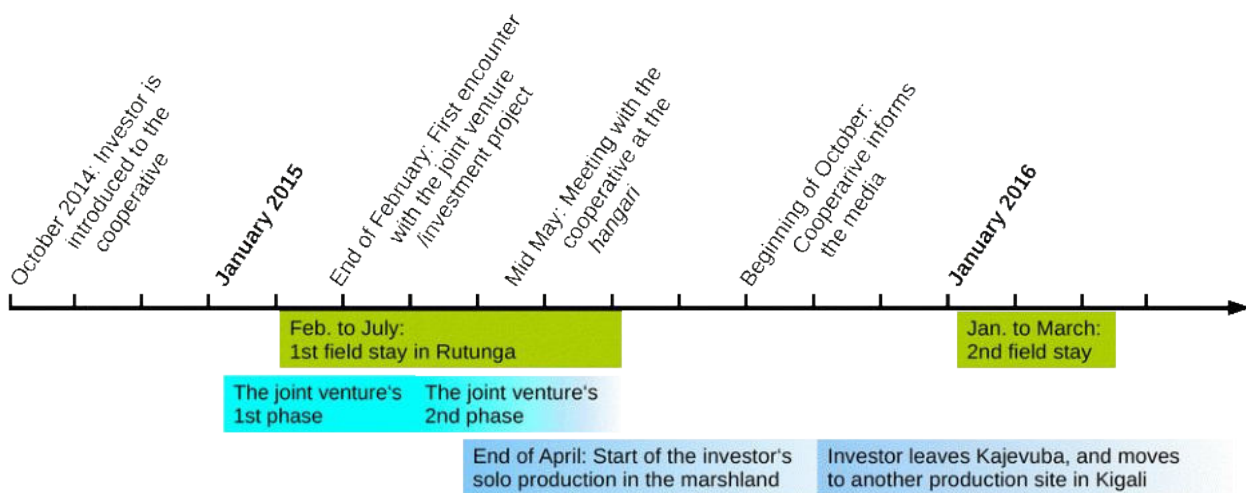 October 2014: Investor is
introduced to the
cooperative
January 2015
End of February: First encounter
with the joint venture
/investment project
Mid May: Meeting with the
cooperative at the
hangari
Beginning of October:
Cooperarive informs
the media
January 2016
Feb. to July:
1st field stay in Rutunga
Jan. to March:
2nd field stay
The joint venture‘s
1st phase
The joint venture‘s
2nd phase
End of April: Start of the investor‘s
solo production in the marshland
Investor leaves Kajevuba, and moves
to another production site in Kigali